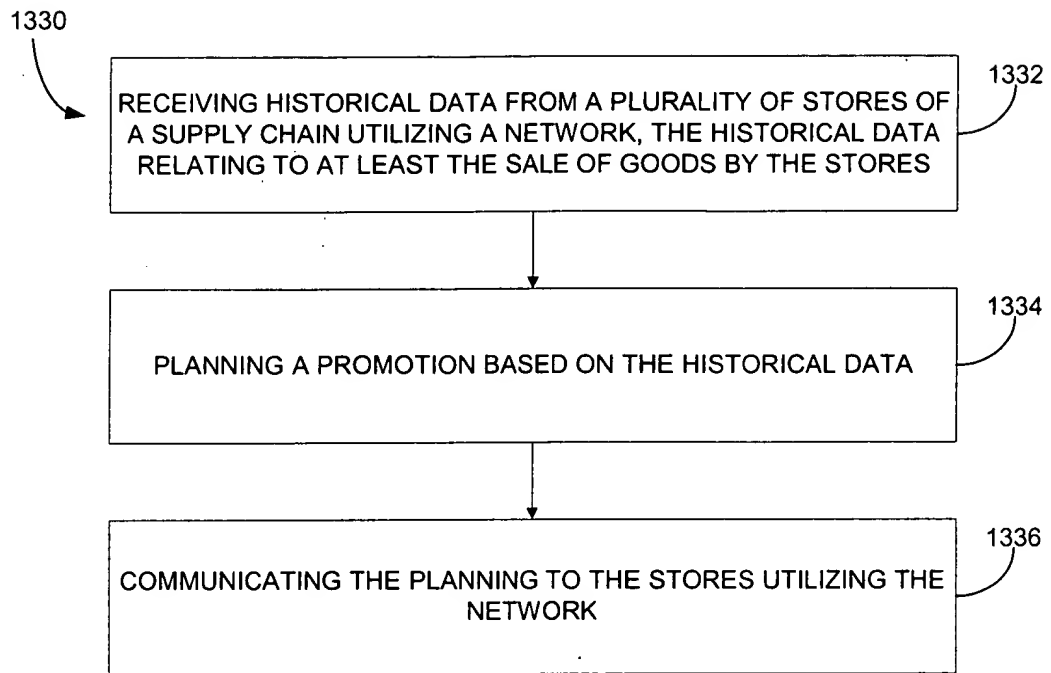 1330
1332
RECEIVING HISTORICAL DATA FROM A PLURALITY OF STORES OF
A SUPPLY CHAIN UTILIZING A NETWORK, THE HISTORICAL DATA
RELATING TO AT LEAST THE SALE OF GOODS BY THE STORES
1334
PLANNING A PROMOTION BASED ON THE HISTORICAL DATA
1336
COMMUNICATING THE PLANNING TO THE STORES UTILIZING THE
NETWORK